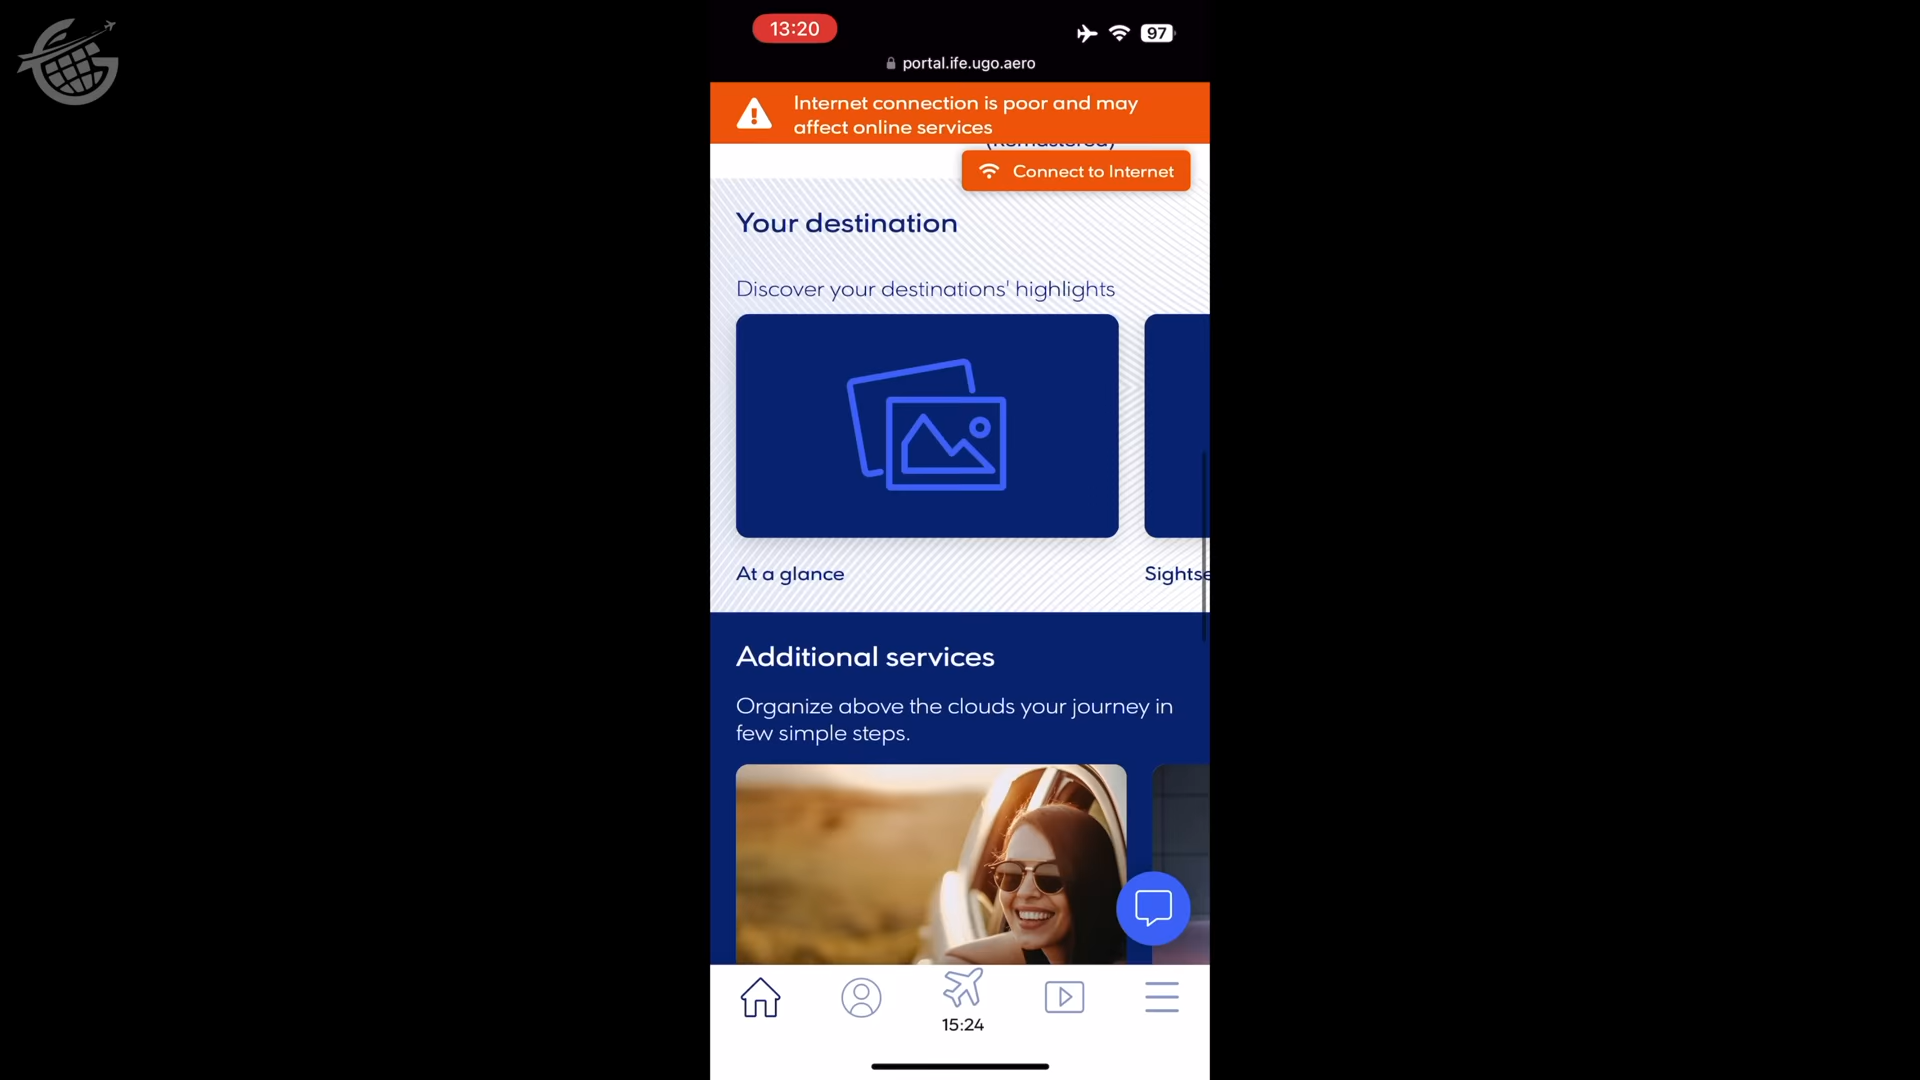 13:20
97
portal.ife.ugo.aero
Internet connection is poor and may
affect online services
(Remastered)
Connect to Internet
Your destination
Discover your destinations' highlights
At a glance
Sightse
Additional services
Organize above the clouds your journey in
few simple steps.
15:24